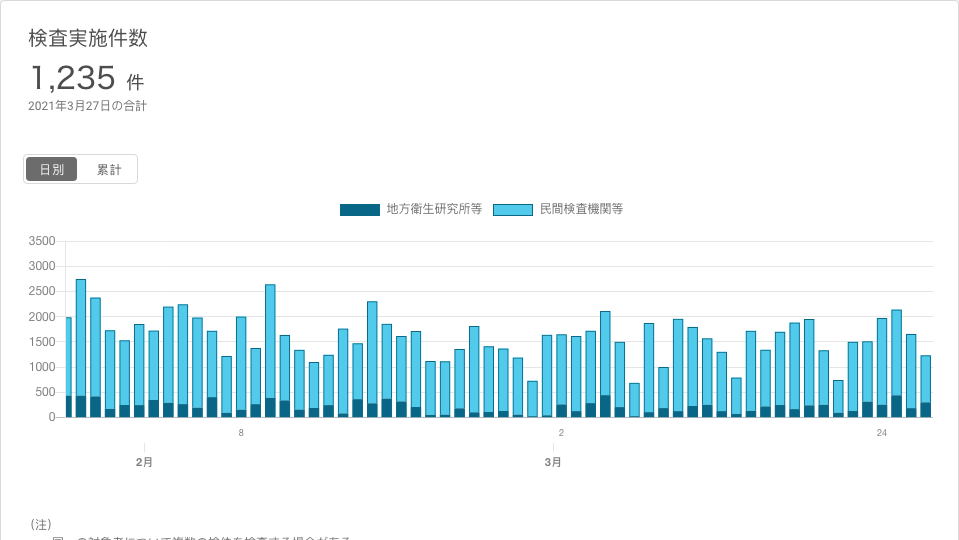 検査実施件数
1,235 件
2021年3月27日の合計
日別 累計
地方衛生研究所等 民間検査機関等
3500
3000
2500
2000
1500
1000
500
0
8 2 24
2月 3月
（注）